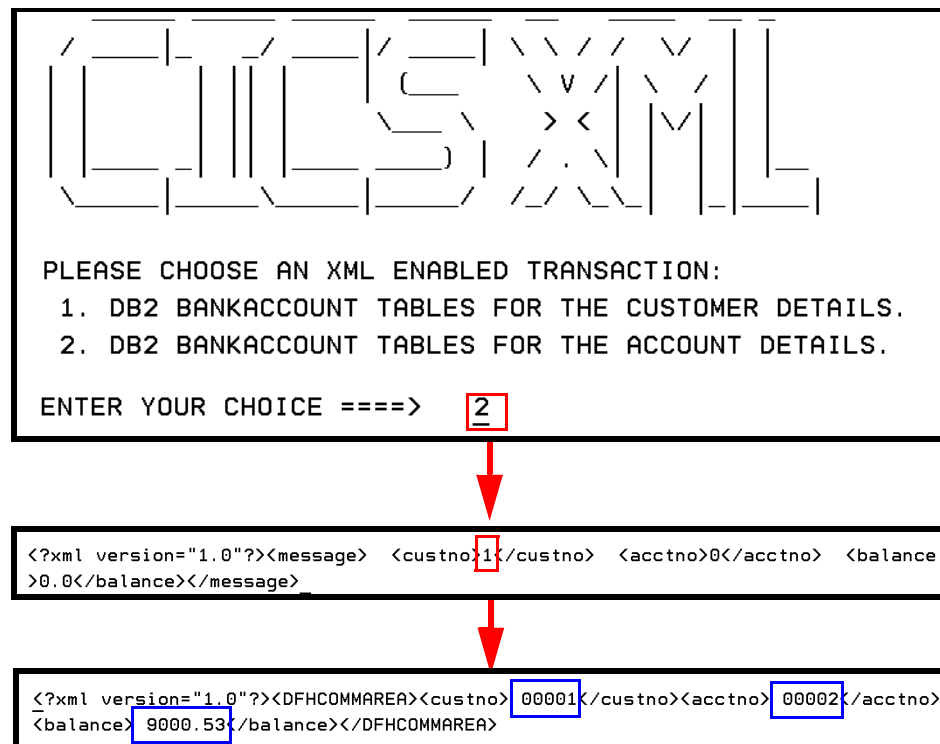 CICS XML
PLEASE CHOOSE AN XML ENABLED TRANSACTION:
1. DB2 BANKACCOUNT TABLES FOR THE CUSTOMER DETAILS.
2. DB2 BANKACCOUNT TABLES FOR THE ACCOUNT DETAILS.
ENTER YOUR CHOICE ====> 2
<?xml version="1.0"?><message> <custno>1</custno> <acctno>0</acctno> <balance
>0.0</balance></message>_
<?xml version="1.0"?><DFHCOMMAREA><custno> 00001</custno><acctno> 00002</acctno>
<balance> 9000.53</balance></DFHCOMMAREA>